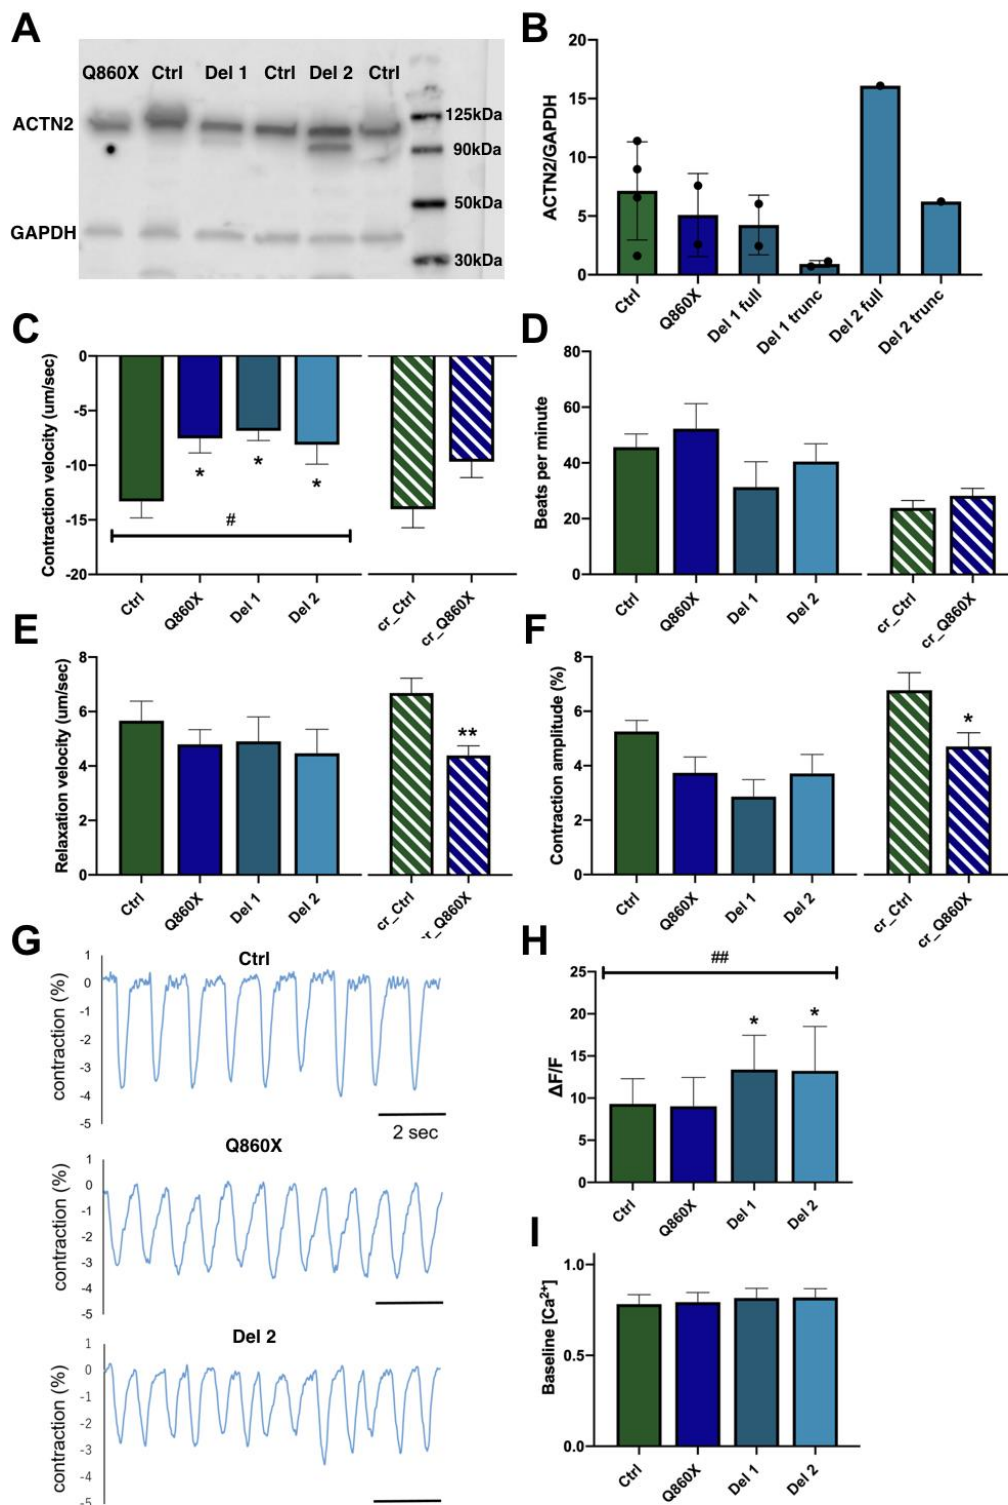 A
Q860X Ctrl Del 1 Ctrl Del 2 Ctrl
ACTN2
GAPDH
125kDa
90kDa
50kDa
30kDa
B
ACTN2/GAPDH
20
15
10
5
0
Ctrl
Q860X
Del 1 full
Del 1 trunc
Del 2 full
Del 2 trunc
C
Contraction velocity (um/sec)
0
-5
-10
-15
-20
*
*
*
#
Ctrl
Q860X
Del 1
Del 2
cr_Ctrl
cr_Q860X
D
Beats per minute
80
60
40
20
0
Ctrl
Q860X
Del 1
Del 2
cr_Ctrl
cr_Q860X
E
Relaxation velocity (um/sec)
8
6
4
2
0
**
Ctrl
Q860X
Del 1
Del 2
cr_Ctrl
cr_Q860X
F
Contraction amplitude (%)
8
6
4
2
0
*
Ctrl
Q860X
Del 1
Del 2
cr_Ctrl
cr_Q860X
G
Ctrl
contraction (%)
1
0
-1
-2
-3
-4
-5
2 sec
Q860X
contraction (%)
1
0
-1
-2
-3
-4
-5
Del 2
contraction (%)
1
0
-1
-2
-3
-4
-5
H
##
ΔF/F
25
20
15
10
5
0
*
*
Ctrl
Q860X
Del 1
Del 2
I
Baseline [Ca²⁺]
1.0
0.5
0.0
Ctrl
Q860X
Del 1
Del 2